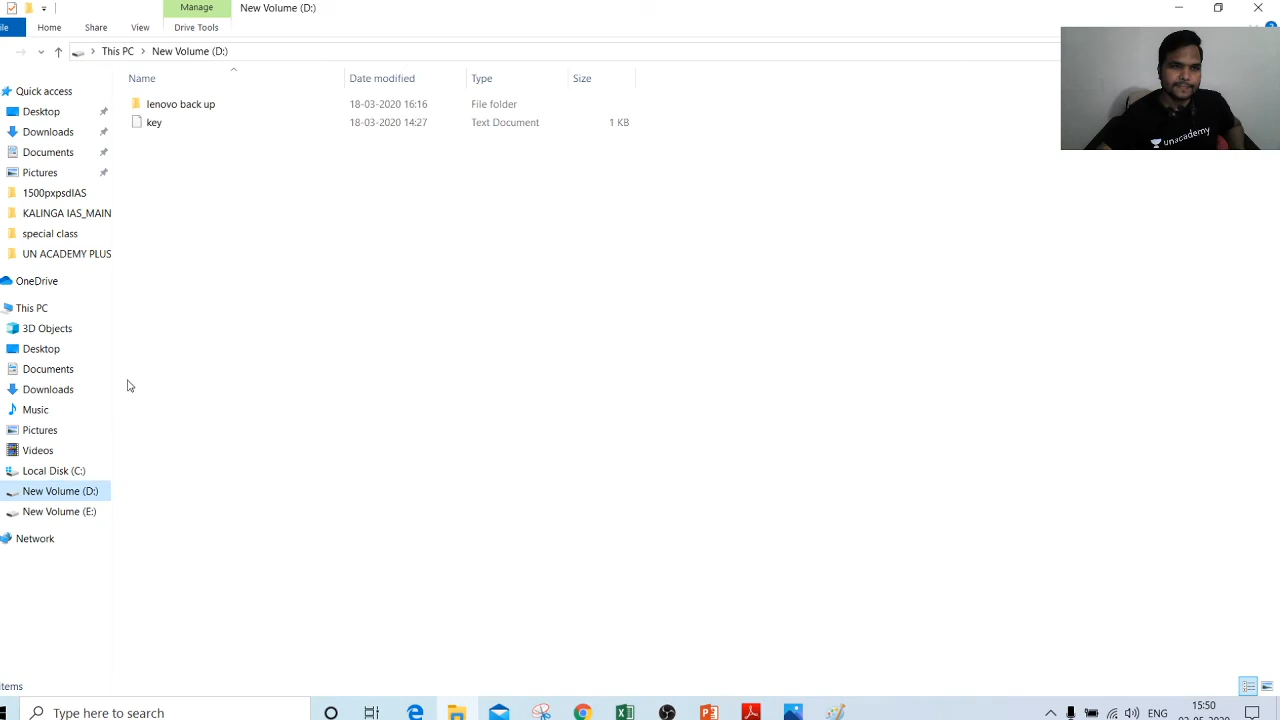 Manage
New Volume (D:)
Home
Share
View
Drive Tools
This PC
New Volume (D:)
Name
Date modified
Type
Size
lenovo back up
18-03-2020 16:16
File folder
key
18-03-2020 14:27
Text Document
1 KB
unacademy
Quick access
Desktop
Downloads
Documents
Pictures
1500pxpsdIAS
KALINGA IAS_MAIN
special class
UN ACADEMY PLUS
OneDrive
This PC
3D Objects
Desktop
Documents
Downloads
Music
Pictures
Videos
Local Disk (C:)
New Volume (D:)
New Volume (E:)
Network
items
Type here to search
ENG
15:50